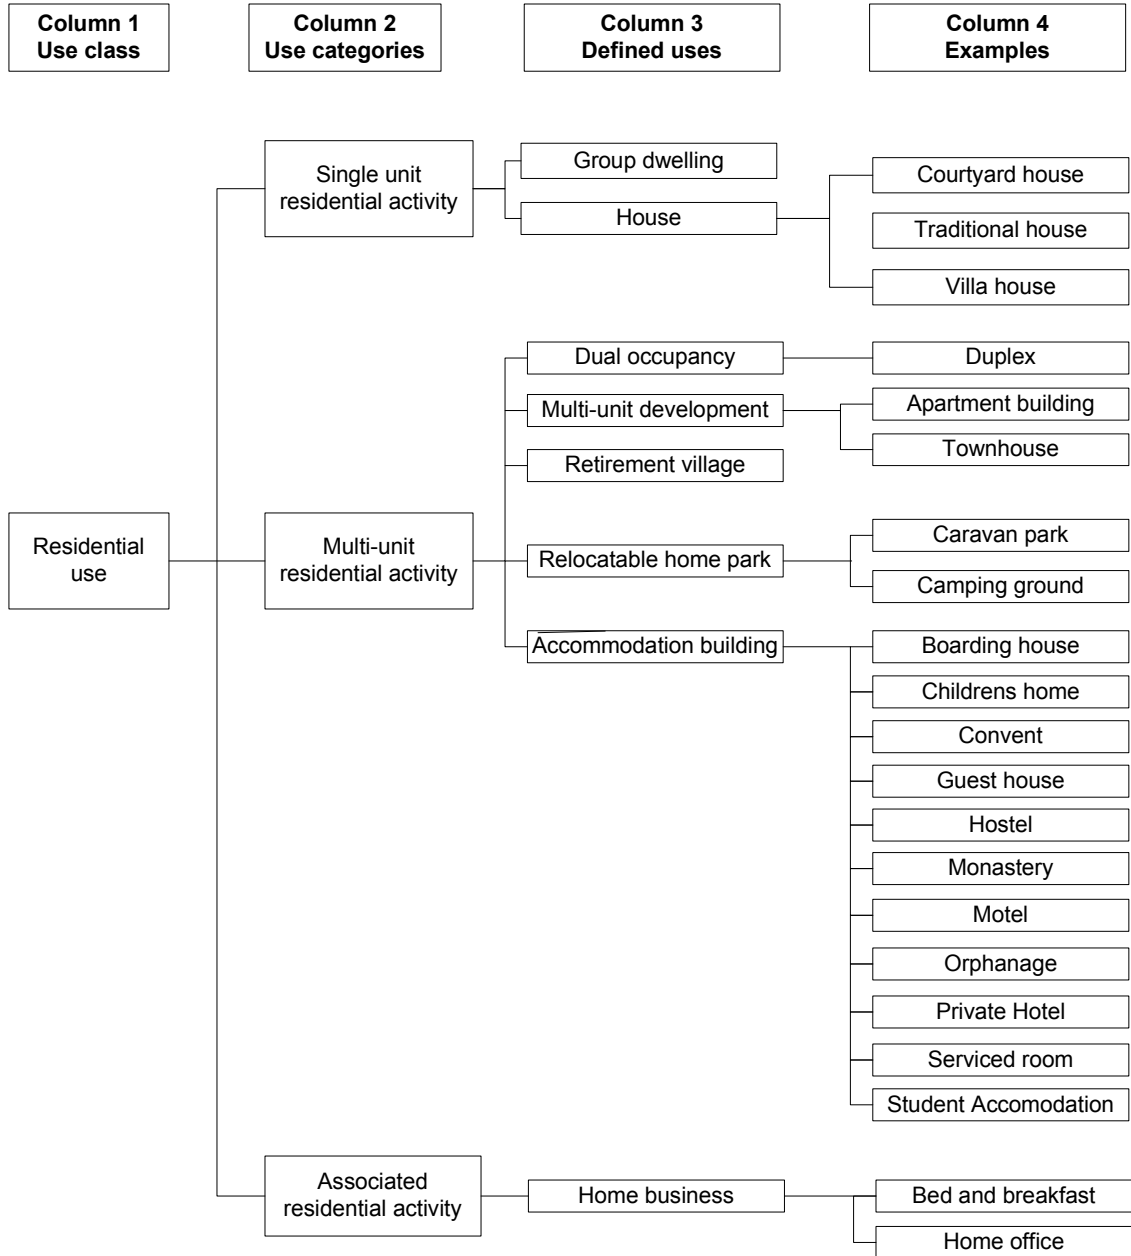 Column 1
Use class
Column 2
Use categories
Column 3
Defined uses
Column 4
Examples
Single unit
residential activity
Group dwelling
House
Courtyard house
Traditional house
Villa house
Dual occupancy
Duplex
Multi-unit development
Apartment building
Townhouse
Retirement village
Residential
use
Multi-unit
residential activity
Relocatable home park
Caravan park
Camping ground
Accommodation building
Boarding house
Childrens home
Convent
Guest house
Hostel
Monastery
Motel
Orphanage
Private Hotel
Serviced room
Student Accomodation
Associated
residential activity
Home business
Bed and breakfast
Home office